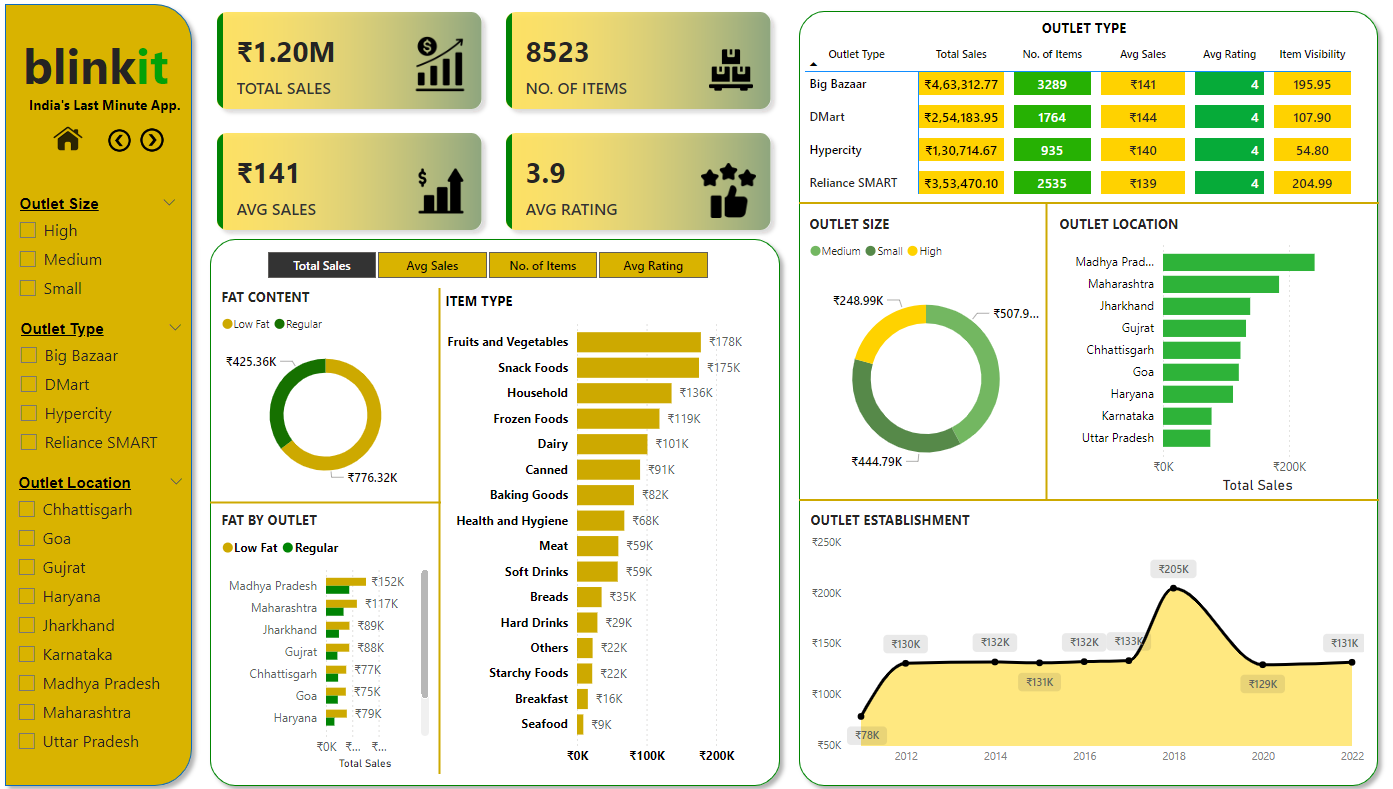 blinkit
India's Last Minute App.
Outlet Size
High
Medium
Small
Outlet Type
Big Bazaar
DMart
Hypercity
Reliance SMART
Outlet Location
Chhattisgarh
Goa
Gujrat
Haryana
Jharkhand
Karnataka
Madhya Pradesh
Maharashtra
Uttar Pradesh
₹1.20M
TOTAL SALES
8523
NO. OF ITEMS
₹141
AVG SALES
3.9
AVG RATING
Total Sales Avg Sales No. of Items Avg Rating
FAT CONTENT
Low Fat Regular
₹425.36K
₹776.32K
FAT BY OUTLET
Low Fat Regular
Madhya Pradesh ₹152K
Maharashtra ₹117K
Jharkhand ₹89K
Gujrat ₹88K
Chhattisgarh ₹77K
Goa ₹75K
Haryana ₹79K
₹0K ₹... ₹...
Total Sales
ITEM TYPE
Fruits and Vegetables ₹178K
Snack Foods ₹175K
Household ₹136K
Frozen Foods ₹119K
Dairy ₹101K
Canned ₹91K
Baking Goods ₹82K
Health and Hygiene ₹68K
Meat ₹59K
Soft Drinks ₹59K
Breads ₹35K
Hard Drinks ₹29K
Others ₹22K
Starchy Foods ₹22K
Breakfast ₹16K
Seafood ₹9K
₹0K ₹100K ₹200K
OUTLET TYPE
Outlet Type Total Sales No. of Items Avg Sales Avg Rating Item Visibility
Big Bazaar ₹4,63,312.77 3289 ₹141 4 195.95
DMart ₹2,54,183.95 1764 ₹144 4 107.90
Hypercity ₹1,30,714.67 935 ₹140 4 54.80
Reliance SMART ₹3,53,470.10 2535 ₹139 4 204.99
OUTLET SIZE
Medium Small High
₹248.99K
₹507.9...
₹444.79K
OUTLET LOCATION
Madhya Prad...
Maharashtra
Jharkhand
Gujrat
Chhattisgarh
Goa
Haryana
Karnataka
Uttar Pradesh
₹0K ₹200K
Total Sales
OUTLET ESTABLISHMENT
₹250K
₹200K
₹150K
₹100K
₹50K
₹78K
₹130K
₹132K
₹131K
₹132K
₹133K
₹205K
₹129K
₹131K
2012 2014 2016 2018 2020 2022